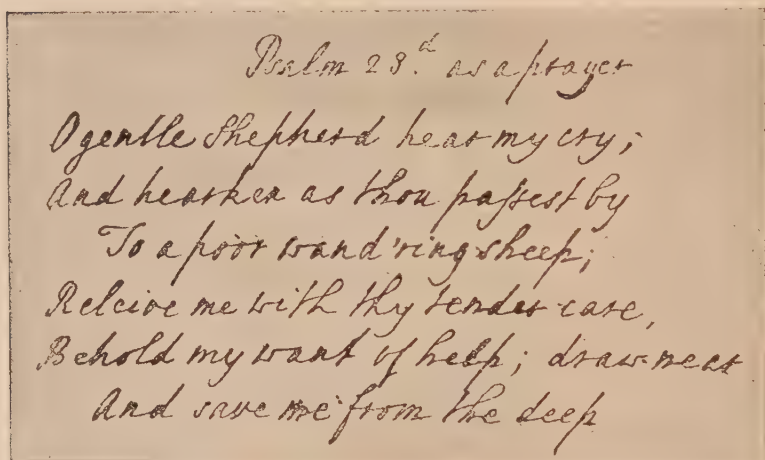 Psalm 23.d as a prayer
O gentle Shepherd hear my cry;
And hearken as thou passest by
To a poor wand'ring sheep;
Releive me with thy tender care,
Behold my want of help; draw near
And save me from the deep